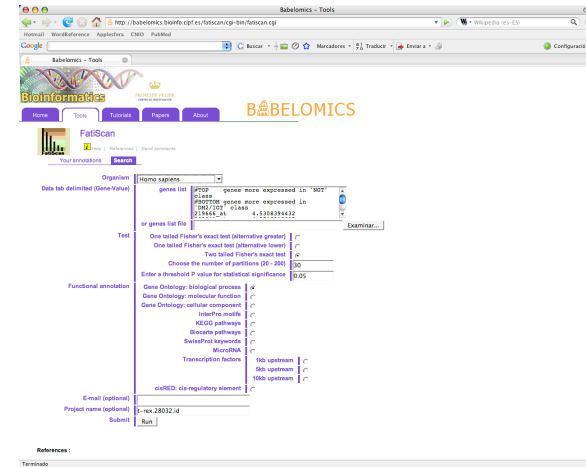 Babelomics – Tools
http://babelomics.bioinfo.cipf.es/fatiscan/cgi-bin/fatiscan.cgi
Wikipedia (es-ES)
Hotmail WordReference Applesfera CNIO PubMed
Google Buscar Marcadores Traducir Enviar a Configuració
Babelomics – Tools
Bioinformatics
PRINCIPE FELIPE
Home Tools Tutorials Papers About
BABELOMICS
FatiScan
FatiScan
Help | References | Send comments
Your annotations Search
Organism Homo sapiens
Data tab delimited (Gene-Value) genes list #TOP genes more expressed in 'NGT'
class
#BOTTOM genes more expressed in
'DM2/IGT' class
219666_at 4.5308394432
or genes list file Examinar...
Test One tailed Fisher's exact test (alternative greater)
One tailed Fisher's exact test (alternative lower)
Two tailed Fisher's exact test
Choose the number of partitions (20 - 200) 30
Enter a threshold P value for statistical significance 0.05
Functional annotation Gene Ontology: biological process
Gene Ontology: molecular function
Gene Ontology: cellular component
InterPro motifs
KEGG pathways
Biocarta pathways
SwissProt keywords
MicroRNA
Transcription factors 1kb upstream
5kb upstream
10kb upstream
cisRED: cis-regulatory element
E-mail (optional)
Project name (optional) t-rex.28032.id
Submit Run
References :
Terminado